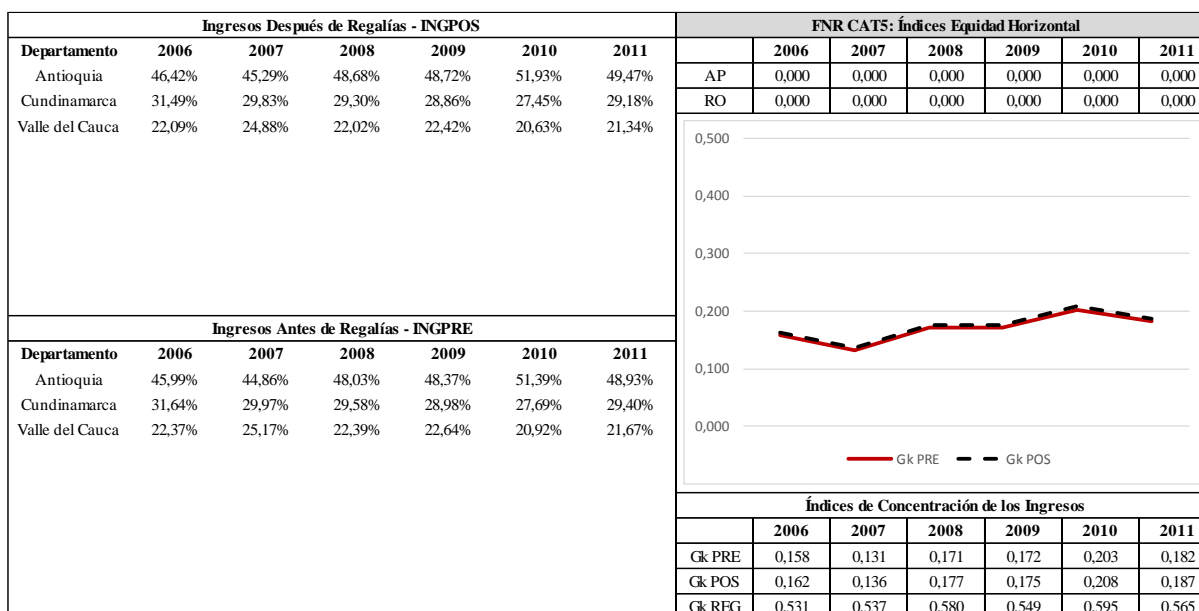 Ingresos Después de Regalías - INGPOS
Departamento 2006 2007 2008 2009 2010 2011
Antioquia 46,42% 45,29% 48,68% 48,72% 51,93% 49,47%
Cundinamarca 31,49% 29,83% 29,30% 28,86% 27,45% 29,18%
Valle del Cauca 22,09% 24,88% 22,02% 22,42% 20,63% 21,34%
Ingresos Antes de Regalías - INGPRE
Departamento 2006 2007 2008 2009 2010 2011
Antioquia 45,99% 44,86% 48,03% 48,37% 51,39% 48,93%
Cundinamarca 31,64% 29,97% 29,58% 28,98% 27,69% 29,40%
Valle del Cauca 22,37% 25,17% 22,39% 22,64% 20,92% 21,67%
FNR CAT5: Índices Equidad Horizontal
2006 2007 2008 2009 2010 2011
AP 0,000 0,000 0,000 0,000 0,000 0,000
RO 0,000 0,000 0,000 0,000 0,000 0,000
0,500
0,400
0,300
0,200
0,100
0,000
Gk PRE Gk POS
Índices de Concentración de los Ingresos
2006 2007 2008 2009 2010 2011
Gk PRE 0,158 0,131 0,171 0,172 0,203 0,182
Gk POS 0,162 0,136 0,177 0,175 0,208 0,187
Gk REG 0,531 0,537 0,580 0,549 0,595 0,565